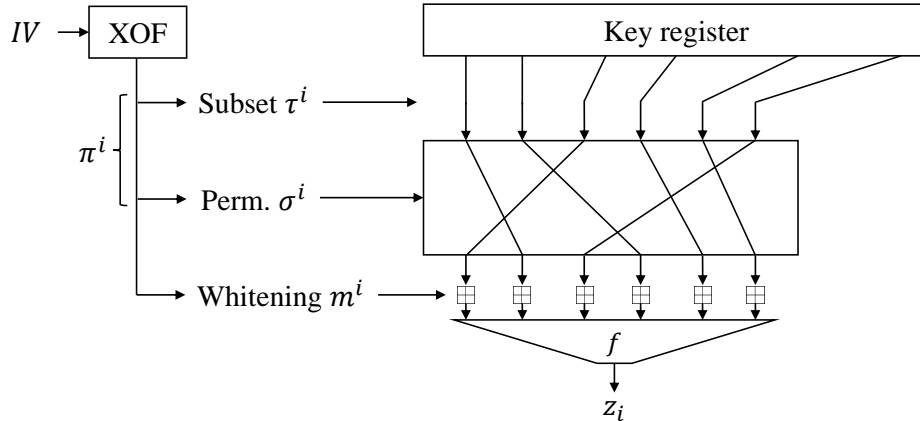 IV
XOF
Key register
Subset τ^i
π^i
Perm. σ^i
Whitening m^i
f
z_i